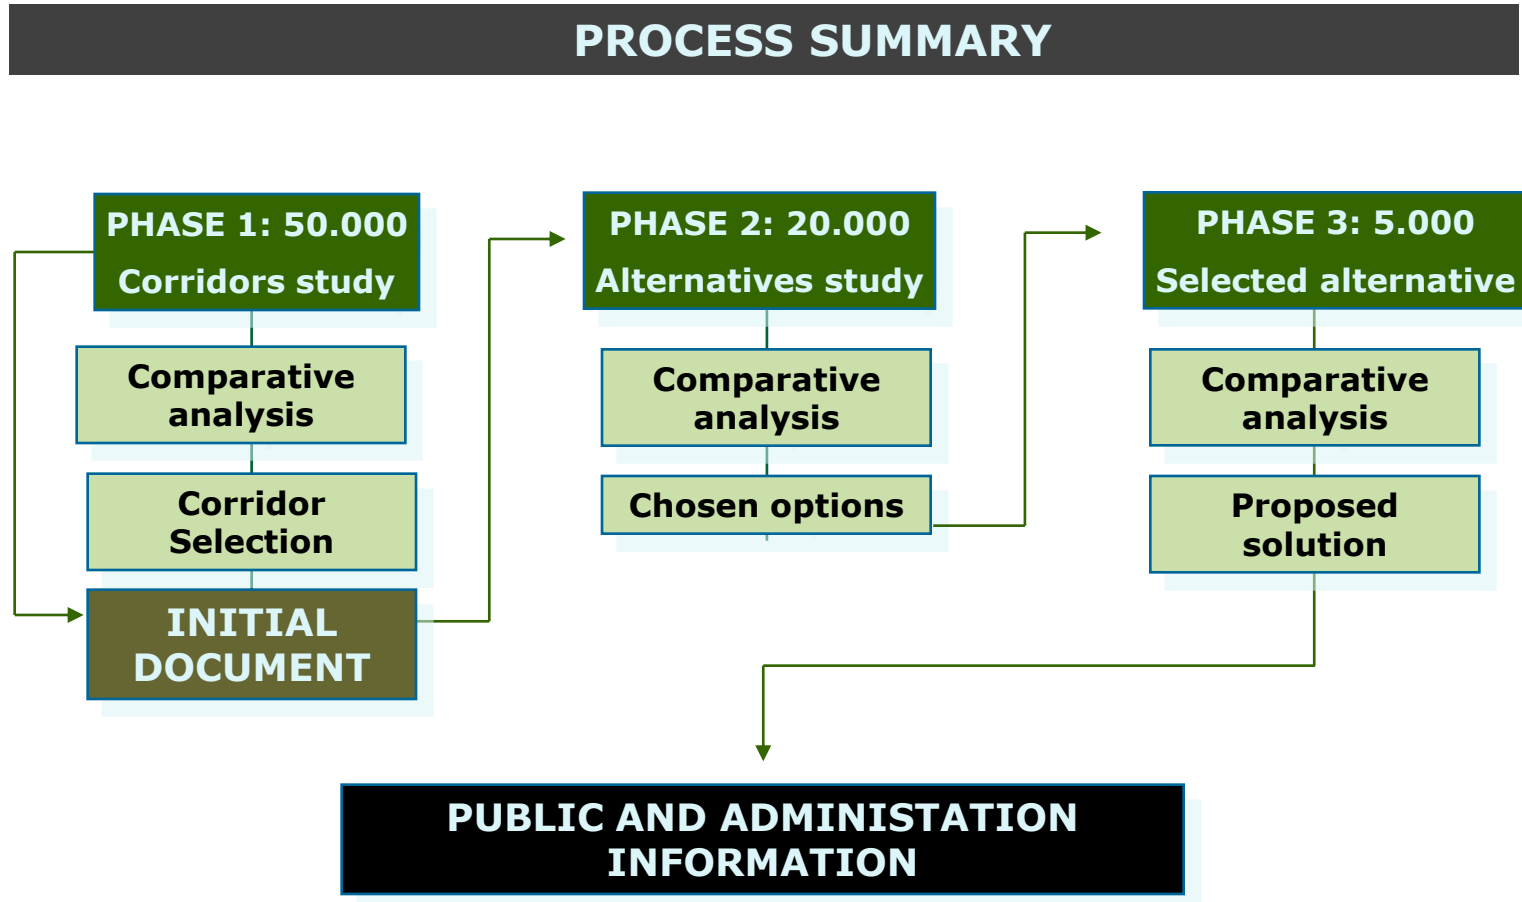 PROCESS SUMMARY
PHASE 1: 50.000
Corridors study
Comparative
analysis
Corridor
Selection
INITIAL
DOCUMENT
PHASE 2: 20.000
Alternatives study
Comparative
analysis
Chosen options
PHASE 3: 5.000
Selected alternative
Comparative
analysis
Proposed
solution
PUBLIC AND ADMINISTATION
INFORMATION